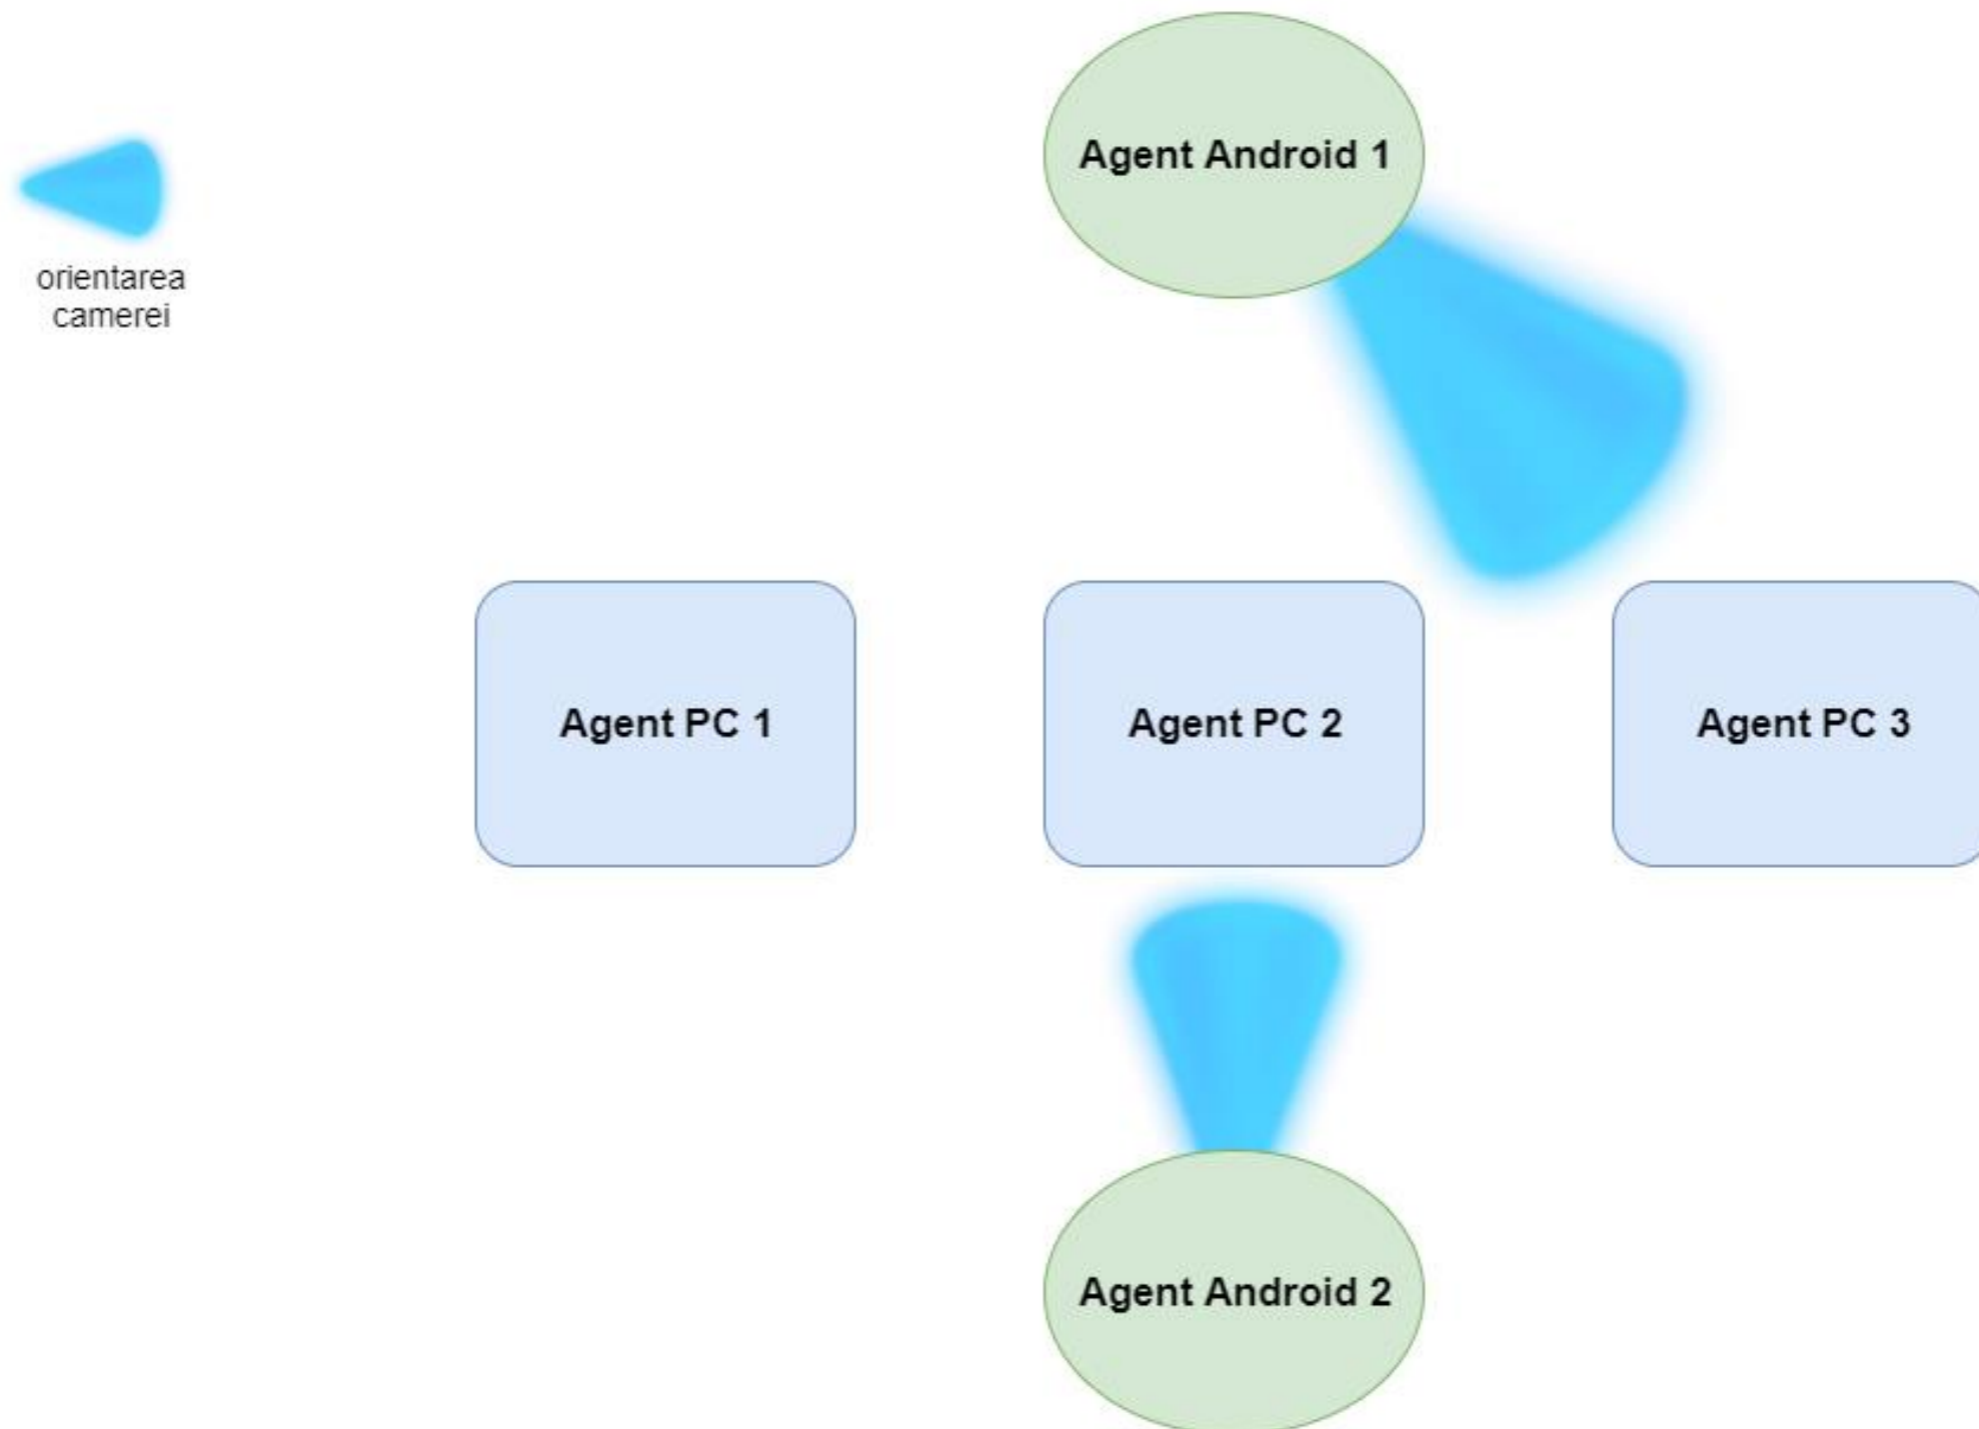 Agent Android 1
orientarea
camerei
Agent PC 1
Agent PC 2
Agent PC 3
Agent Android 2